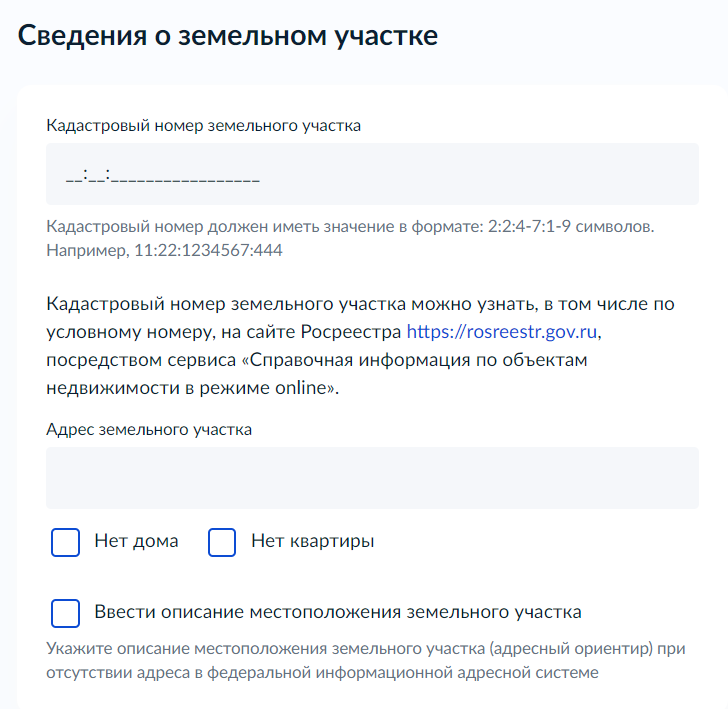 Сведения о земельном участке
Кадастровый номер земельного участка
__:__:_________________
Кадастровый номер должен иметь значение в формате: 2:2:4-7:1-9 символов.
Например, 11:22:1234567:444
Кадастровый номер земельного участка можно узнать, в том числе по
условному номеру, на сайте Росреестра https://rosreestr.gov.ru,
посредством сервиса «Справочная информация по объектам
недвижимости в режиме online».
Адрес земельного участка
Нет дома Нет квартиры
Ввести описание местоположения земельного участка
Укажите описание местоположения земельного участка (адресный ориентир) при
отсутствии адреса в федеральной информационной адресной системе